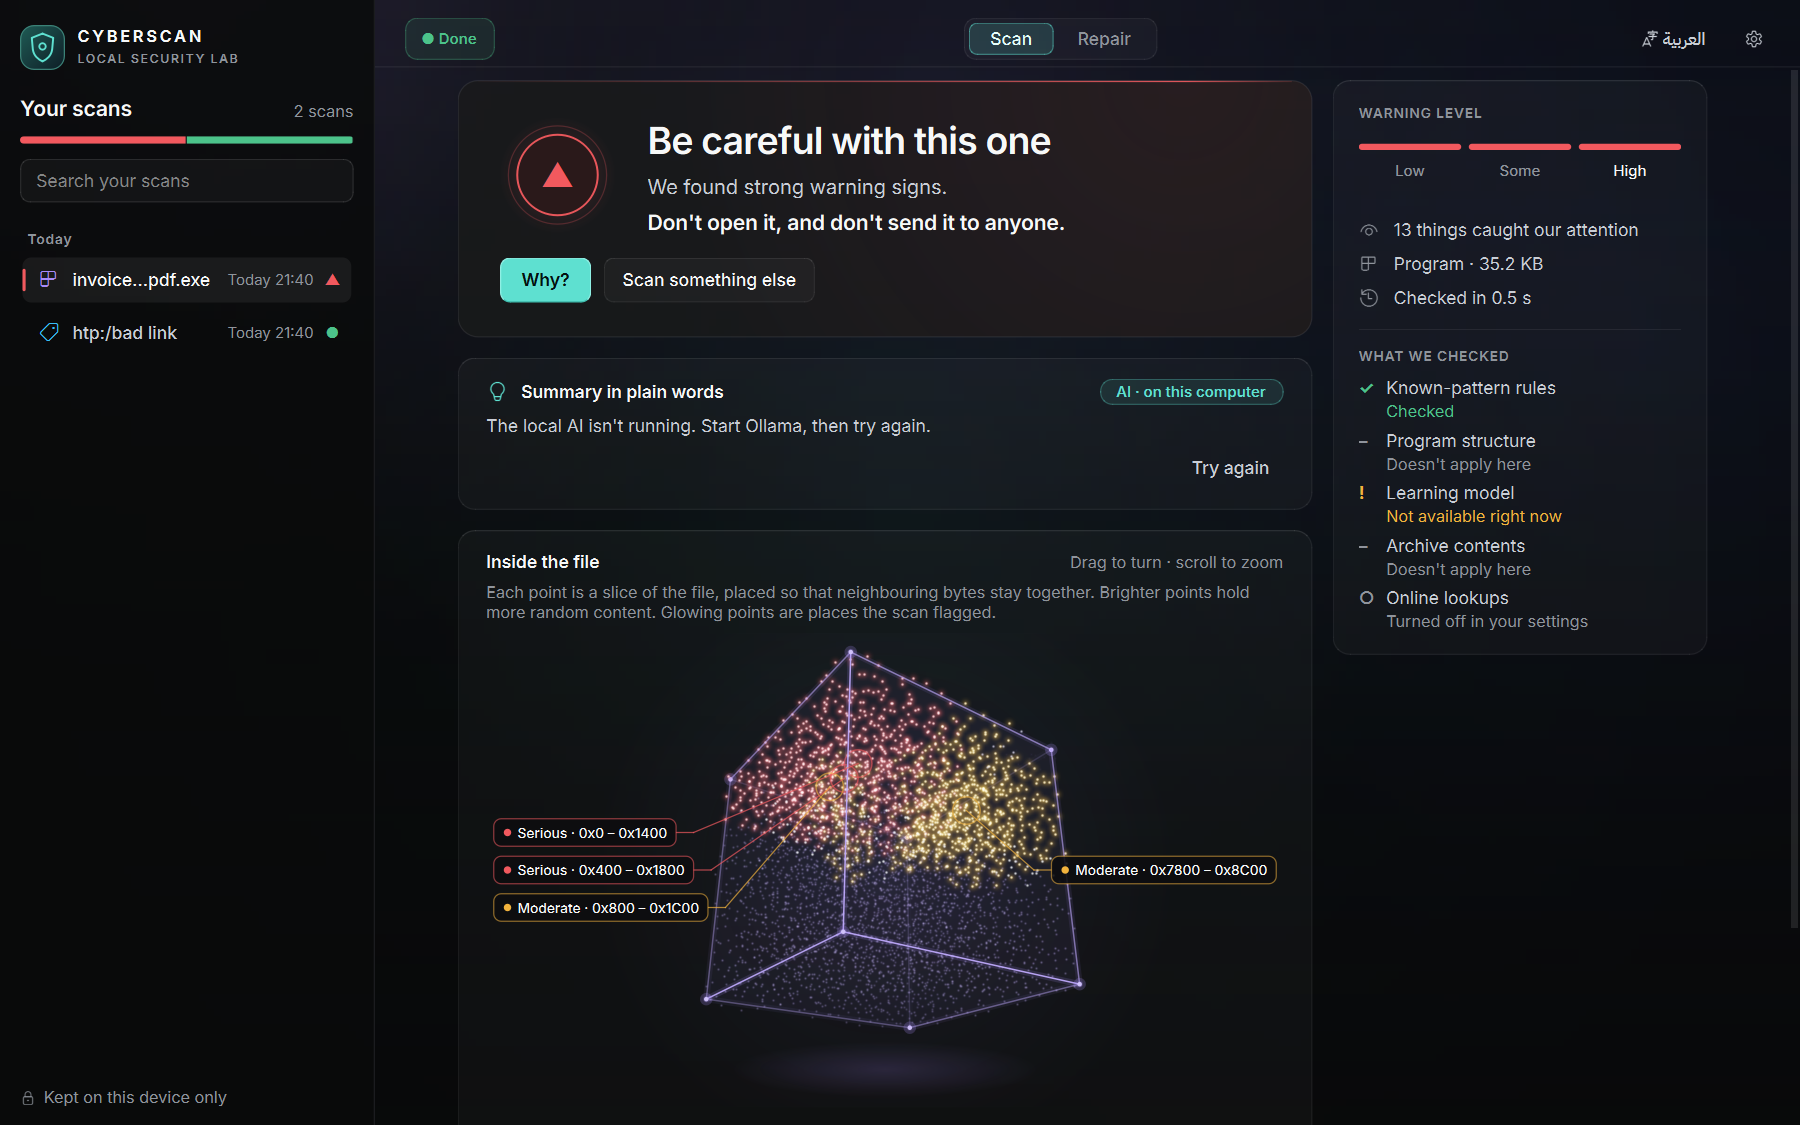 CYBERSCAN
LOCAL SECURITY LAB
Your scans
2 scans
Search your scans
Today
invoice...pdf.exe Today 21:40
htp:/bad link Today 21:40
Kept on this device only
Done
Scan
Repair
العربية
Be careful with this one
We found strong warning signs.
Don't open it, and don't send it to anyone.
Why?
Scan something else
Summary in plain words
AI · on this computer
The local AI isn't running. Start Ollama, then try again.
Try again
Inside the file
Drag to turn · scroll to zoom
Each point is a slice of the file, placed so that neighbouring bytes stay together. Brighter points hold
more random content. Glowing points are places the scan flagged.
Serious · 0x0 – 0x1400
Serious · 0x400 – 0x1800
Moderate · 0x800 – 0x1C00
Moderate · 0x7800 – 0x8C00
WARNING LEVEL
Low
Some
High
13 things caught our attention
Program · 35.2 KB
Checked in 0.5 s
WHAT WE CHECKED
Known-pattern rules
Checked
Program structure
Doesn't apply here
Learning model
Not available right now
Archive contents
Doesn't apply here
Online lookups
Turned off in your settings